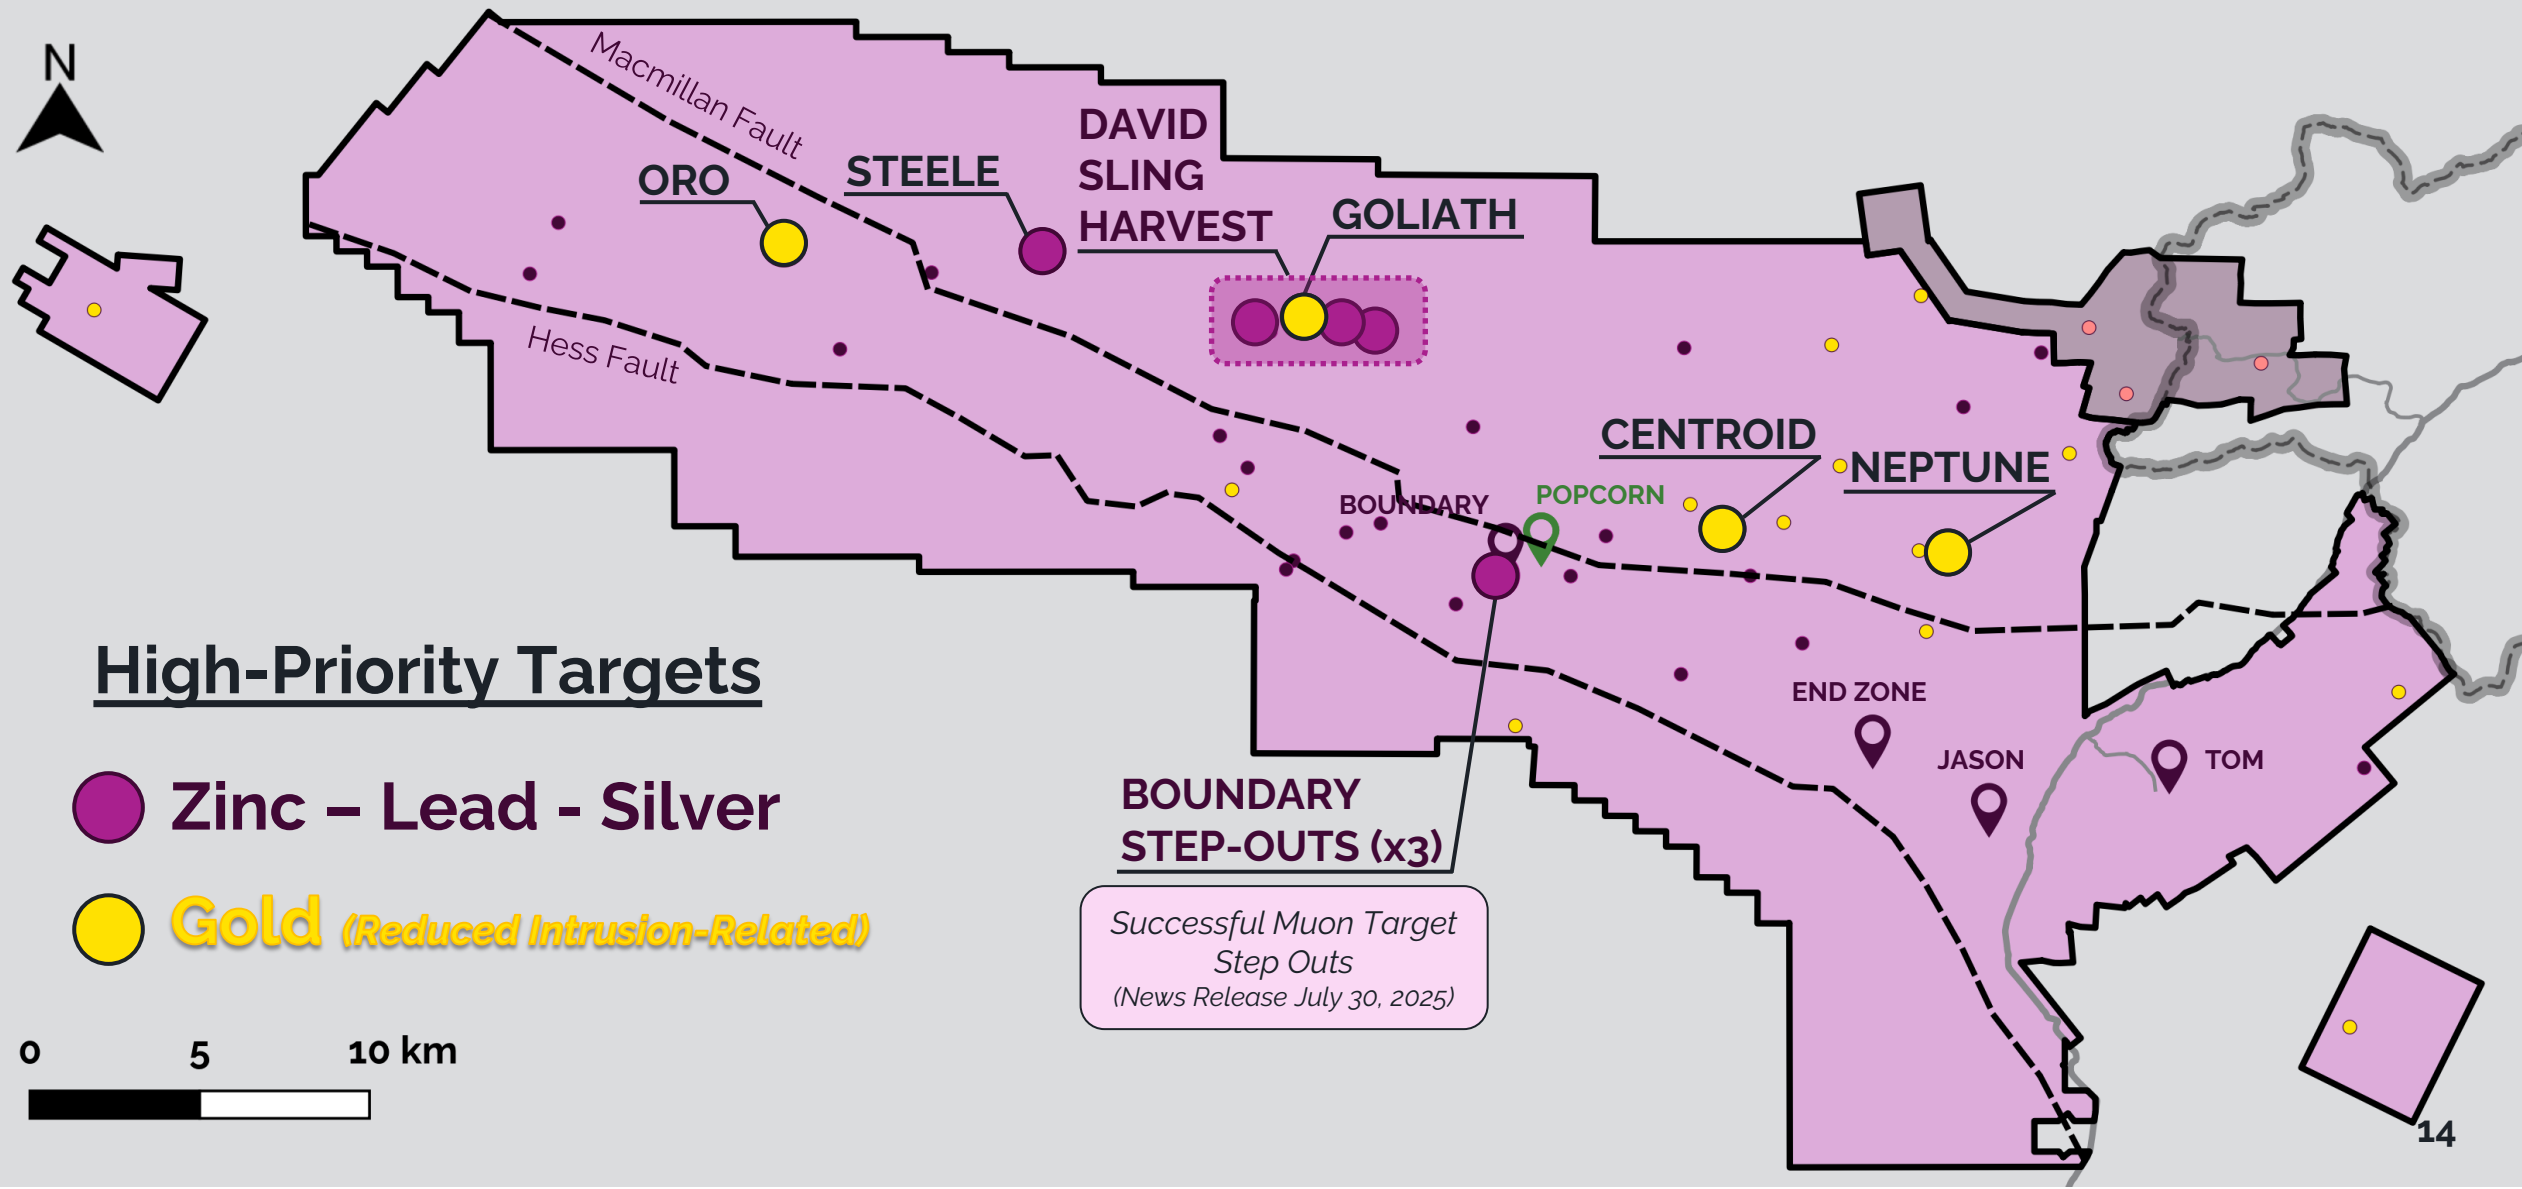 N
Macmillan Fault
Hess Fault
ORO
STEELE
DAVID
SLING
HARVEST
GOLIATH
CENTROID
NEPTUNE
BOUNDARY
POPCORN
END ZONE
JASON
TOM
BOUNDARY
STEP-OUTS (x3)
Successful Muon Target
Step Outs
(News Release July 30, 2025)
High-Priority Targets
Zinc – Lead - Silver
Gold (Reduced Intrusion-Related)
0 5 10 km
14